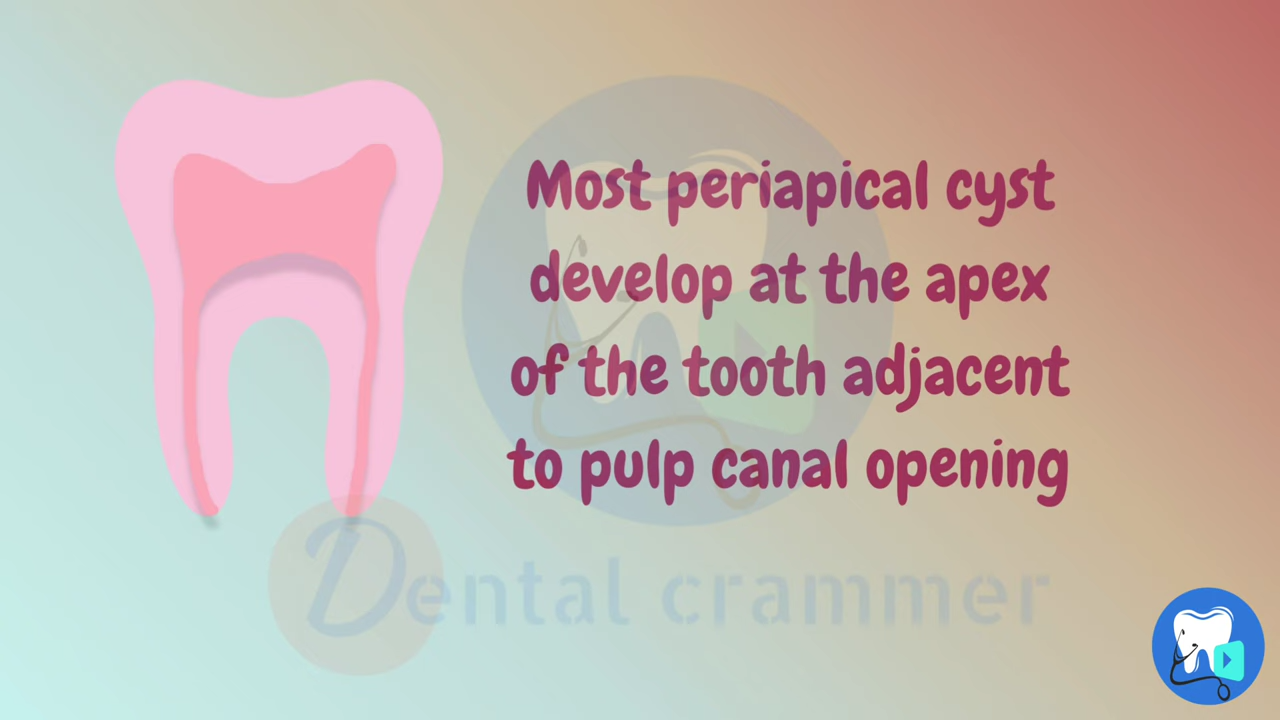 Most periapical cyst
develop at the apex
of the tooth adjacent
to pulp canal opening
Dental crammer